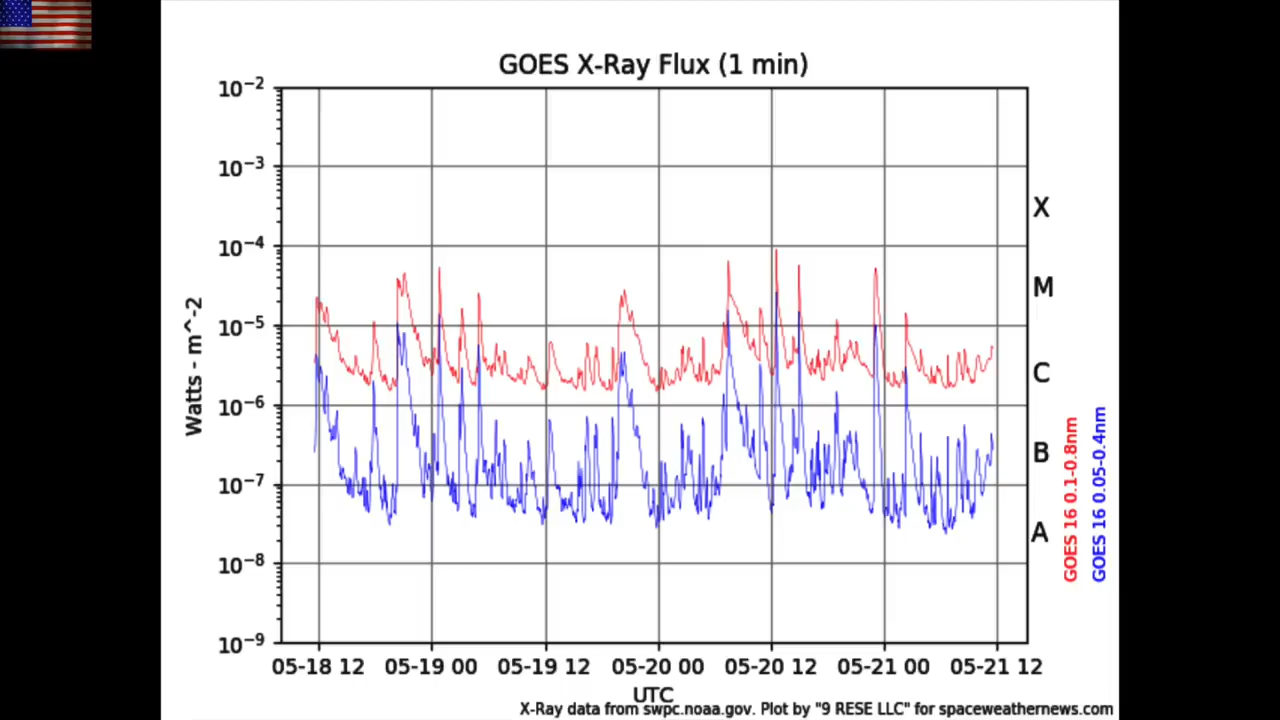 GOES X-Ray Flux (1 min)
10−2
10−3
10−4
10−5
10−6
10−7
10−8
10−9
Watts - m^-2
X
M
C
B
A
GOES 16 0.1-0.8nm
GOES 16 0.05-0.4nm
05-18 12 05-19 00 05-19 12 05-20 00 05-20 12 05-21 00 05-21 12
UTC
X-Ray data from swpc.noaa.gov. Plot by "9 RESE LLC" for spaceweathernews.com